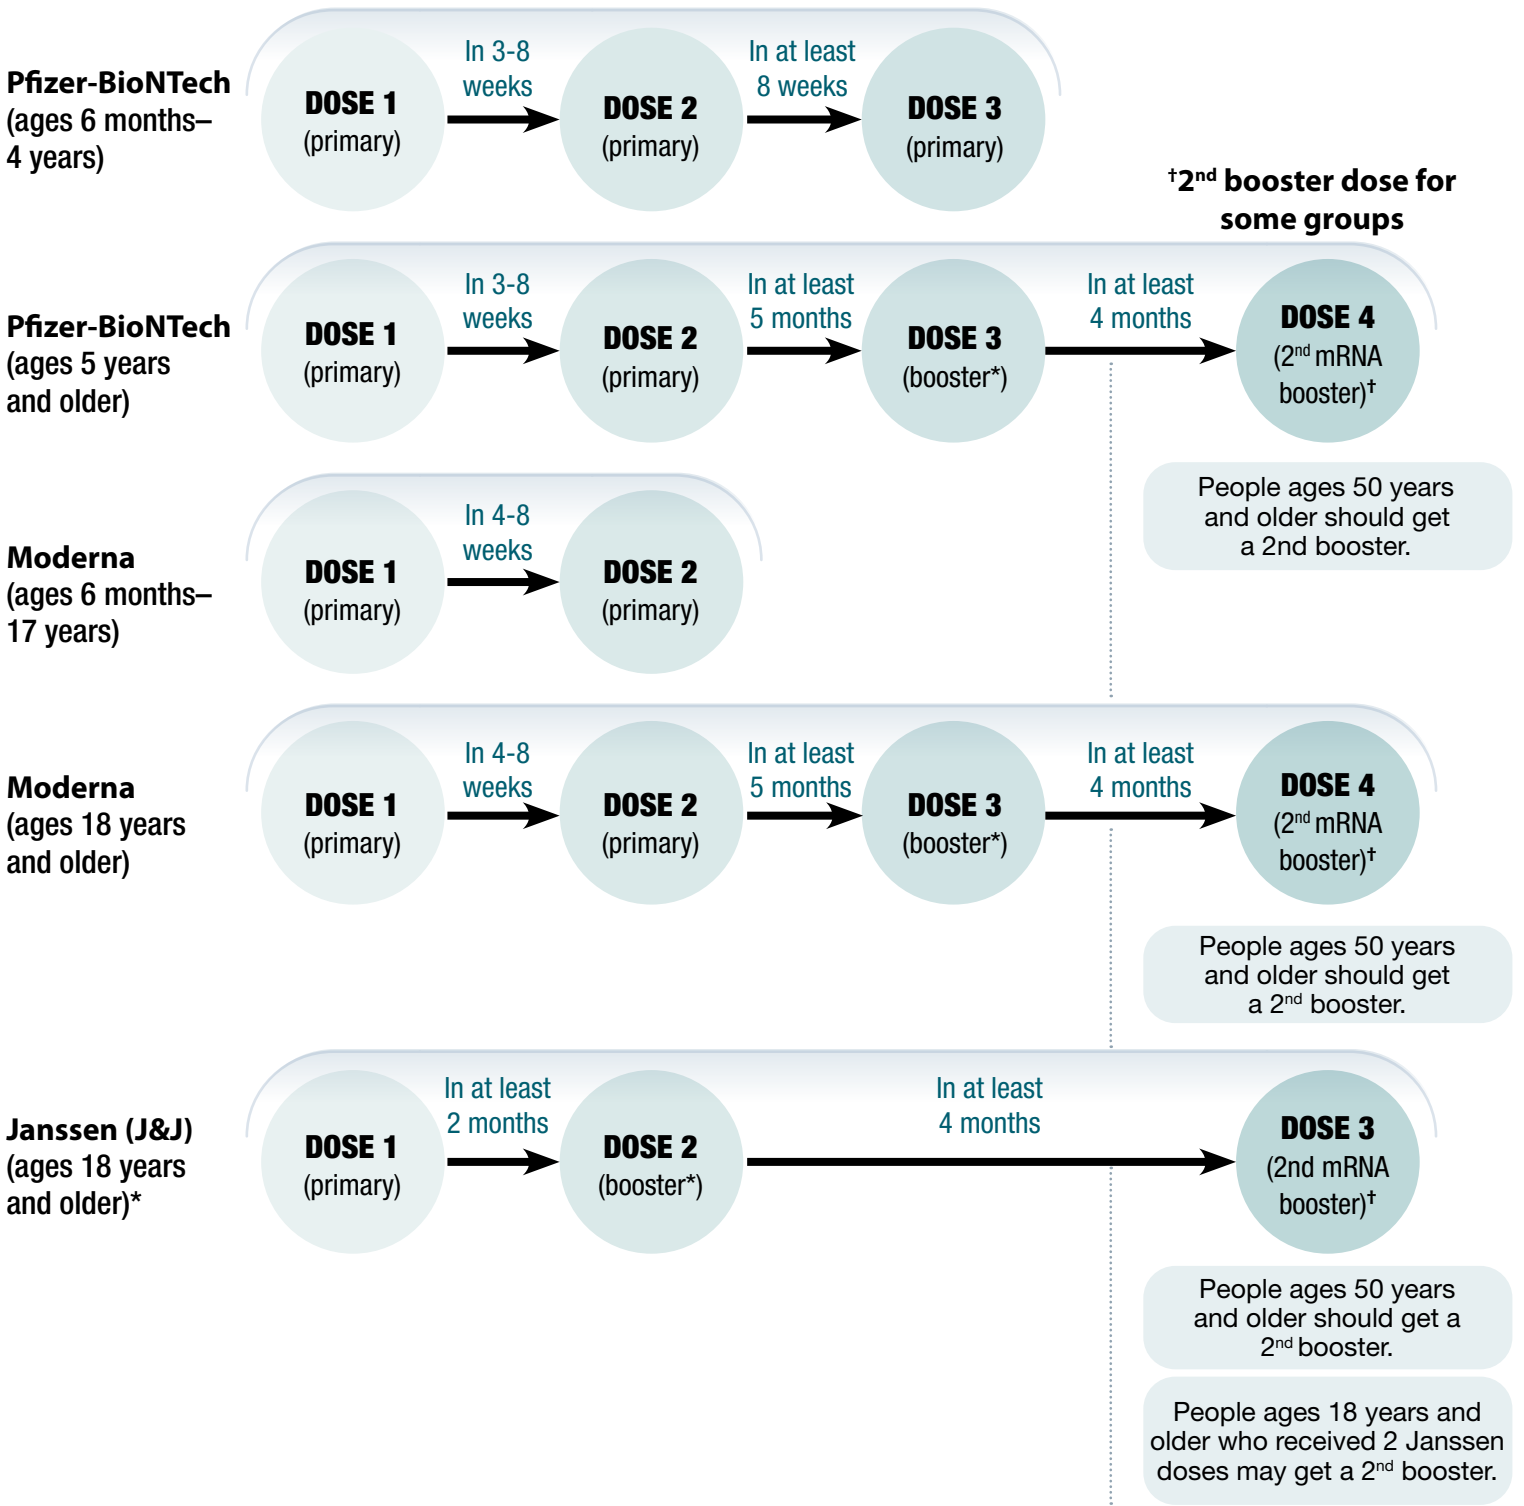 Pfizer-BioNTech
(ages 6 months–
4 years)
DOSE 1
(primary)
In 3-8
weeks
DOSE 2
(primary)
In at least
8 weeks
DOSE 3
(primary)
†2nd booster dose for
some groups
Pfizer-BioNTech
(ages 5 years
and older)
DOSE 1
(primary)
In 3-8
weeks
DOSE 2
(primary)
In at least
5 months
DOSE 3
(booster*)
In at least
4 months
DOSE 4
(2nd mRNA
booster)†
People ages 50 years
and older should get
a 2nd booster.
Moderna
(ages 6 months–
17 years)
DOSE 1
(primary)
In 4-8
weeks
DOSE 2
(primary)
Moderna
(ages 18 years
and older)
DOSE 1
(primary)
In 4-8
weeks
DOSE 2
(primary)
In at least
5 months
DOSE 3
(booster*)
In at least
4 months
DOSE 4
(2nd mRNA
booster)†
People ages 50 years
and older should get
a 2nd booster.
Janssen (J&J)
(ages 18 years
and older)*
DOSE 1
(primary)
In at least
2 months
DOSE 2
(booster*)
In at least
4 months
DOSE 3
(2nd mRNA
booster)†
People ages 50 years
and older should get a
2nd booster.
People ages 18 years and
older who received 2 Janssen
doses may get a 2nd booster.